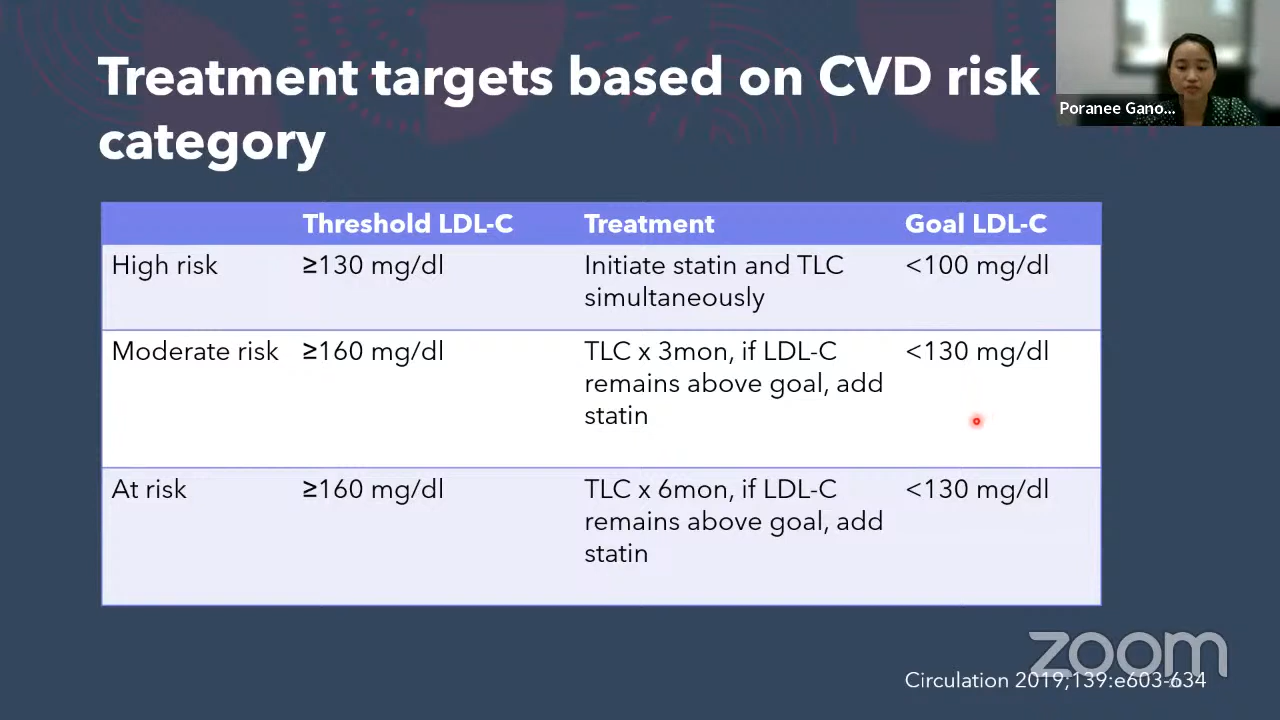 Treatment targets based on CVD risk
category
Poranee Gano...
Threshold LDL-C Treatment Goal LDL-C
High risk ≥130 mg/dl Initiate statin and TLC <100 mg/dl
simultaneously
Moderate risk ≥160 mg/dl TLC x 3mon, if LDL-C <130 mg/dl
remains above goal, add
statin
At risk ≥160 mg/dl TLC x 6mon, if LDL-C <130 mg/dl
remains above goal, add
statin
zoom
Circulation 2019;139:e603-634